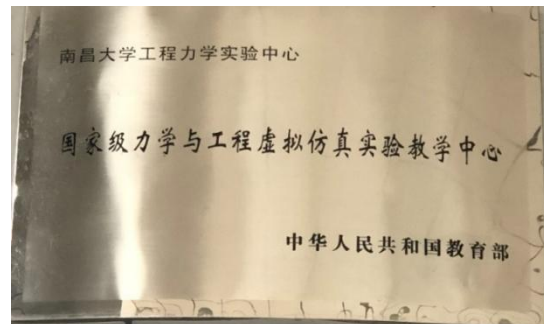 南昌大学工程力学实验中心
国家级力学与工程虚拟仿真实验教学中心
中华人民共和国教育部